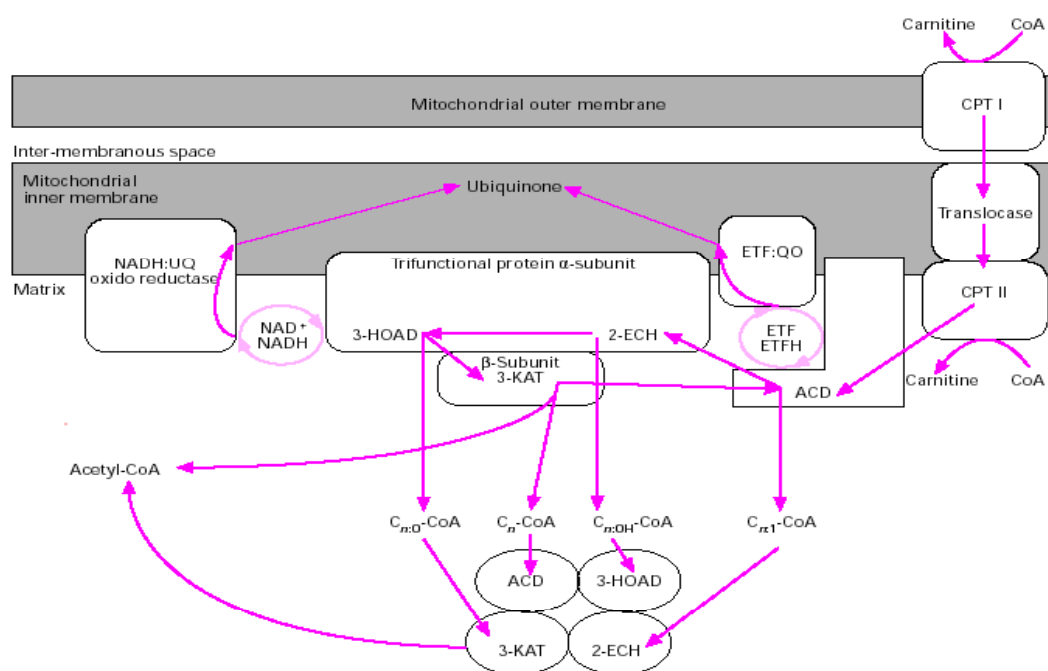 Carnitine CoA
Mitochondrial outer membrane
CPT I
Inter-membranous space
Mitochondrial
inner membrane
Ubiquinone
Translocase
NADH:UQ
oxido reductase
Trifunctional protein α-subunit
ETF:QO
Matrix
CPT II
NAD+
NADH
3-HOAD
2-ECH
ETF
ETFH
β-Subunit
3-KAT
ACD
Carnitine CoA
Acetyl-CoA
Cn:O-CoA
Cn-CoA
Cn:OH-CoA
Cn:1-CoA
ACD
3-HOAD
3-KAT
2-ECH